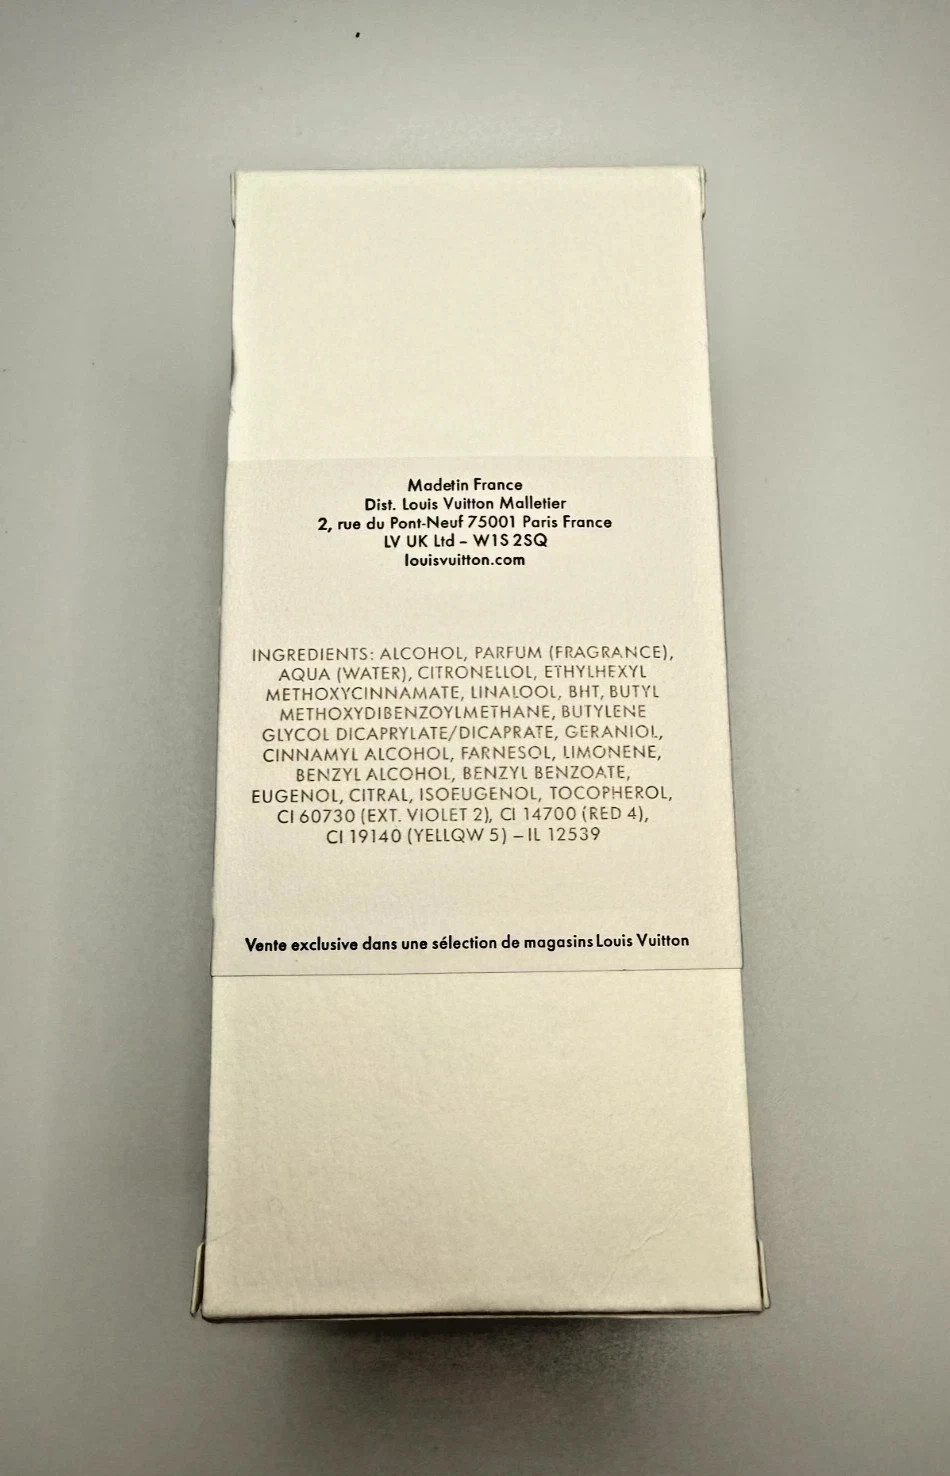 Madetin France
Dist. Louis Vuitton Malletier
2, rue du Pont-Neuf 75001 Paris France
LV UK Ltd – W1S 2SQ
louisvuitton.com
INGREDIENTS: ALCOHOL, PARFUM (FRAGRANCE),
AQUA (WATER), CITRONELLOL, ETHYLHEXYL
METHOXYCINNAMATE, LINALOOL, BHT, BUTYL
METHOXYDIBENZOYLMETHANE, BUTYLENE
GLYCOL DICAPRYLATE/DICAPRATE, GERANIOL,
CINNAMYL ALCOHOL, FARNESOL, LIMONENE,
BENZYL ALCOHOL, BENZYL BENZOATE,
EUGENOL, CITRAL, ISOEUGENOL, TOCOPHEROL,
CI 60730 (EXT. VIOLET 2), CI 14700 (RED 4),
CI 19140 (YELLQW 5) – IL 12539
Vente exclusive dans une sélection de magasins Louis Vuitton